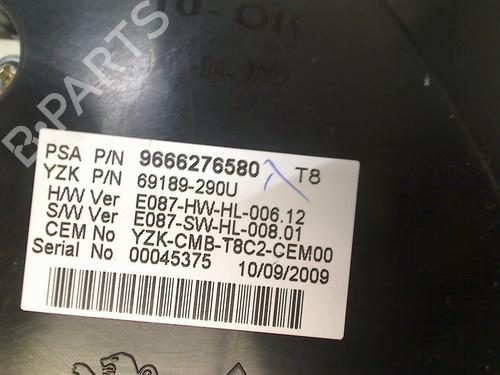 PSA P/N 9666276580 T8
YZK P/N 69189-290U
H/W Ver E087-HW-HL-006.12
S/W Ver E087-SW-HL-008.01
CEM No YZK-CMB-T8C2-CEM00
Serial No 00045375 10/09/2009
B-PARTS